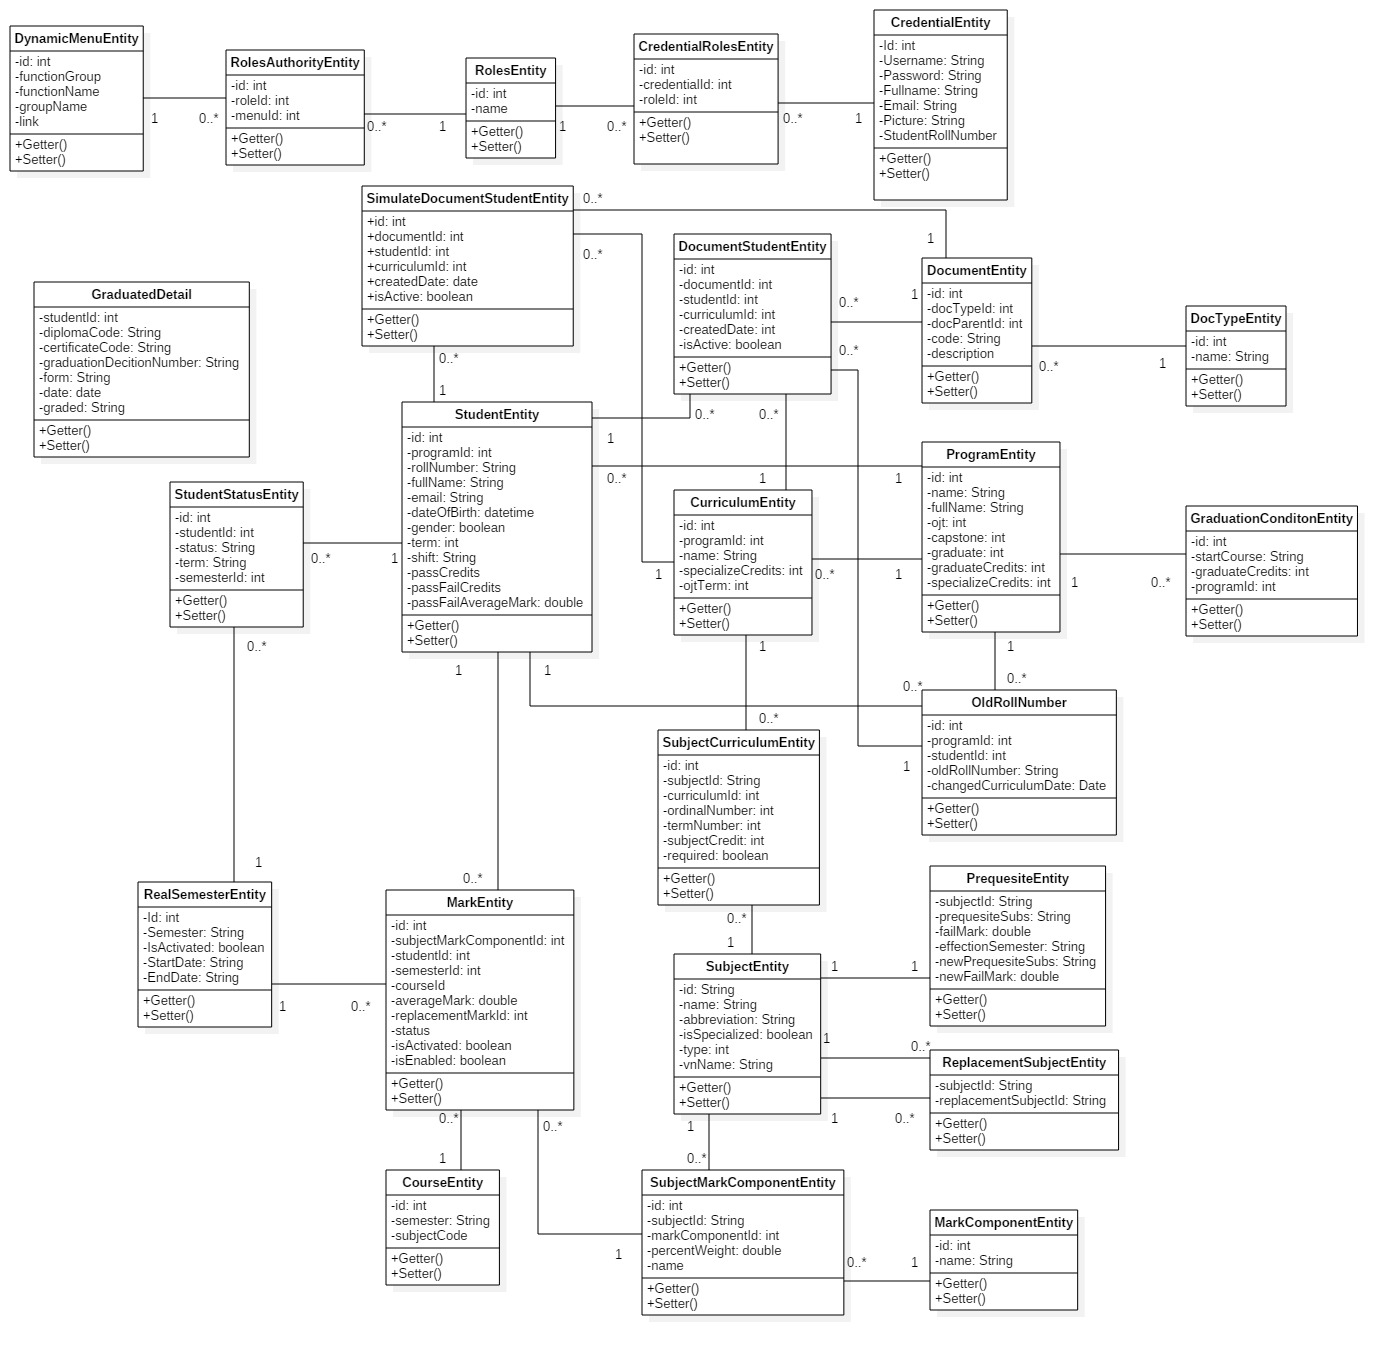 DynamicMenuEntity
-id: int
-functionGroup
-functionName
-groupName
-link
+Getter()
+Setter()
1
0..*
RolesAuthorityEntity
-id: int
-roleId: int
-menuId: int
+Getter()
+Setter()
0..*
1
RolesEntity
-id: int
-name
+Getter()
+Setter()
1
0..*
CredentialRolesEntity
-id: int
-credentialId: int
-roleId: int
+Getter()
+Setter()
0..*
1
CredentialEntity
-Id: int
-Username: String
-Password: String
-Fullname: String
-Email: String
-Picture: String
-StudentRollNumber
+Getter()
+Setter()
SimulateDocumentStudentEntity
+id: int
+documentId: int
+studentId: int
+curriculumId: int
+createdDate: date
+isActive: boolean
+Getter()
+Setter()
0..*
0..*
1
0..*
1
DocumentStudentEntity
-id: int
-documentId: int
-studentId: int
-curriculumId: int
-createdDate: int
-isActive: boolean
+Getter()
+Setter()
0..*
1
0..*
0..*
0..*
DocumentEntity
-id: int
-docTypeId: int
-docParentId: int
-code: String
-description
+Getter()
+Setter()
0..*
1
DocTypeEntity
-id: int
-name: String
+Getter()
+Setter()
GraduatedDetail
-studentId: int
-diplomaCode: String
-certificateCode: String
-graduationDecitionNumber: String
-form: String
-date: date
-graded: String
+Getter()
+Setter()
StudentEntity
-id: int
-programId: int
-rollNumber: String
-fullName: String
-email: String
-dateOfBirth: datetime
-gender: boolean
-term: int
-shift: String
-passCredits
-passFailCredits
-passFailAverageMark: double
+Getter()
+Setter()
1
0..*
1
1
1
StudentStatusEntity
-id: int
-studentId: int
-status: String
-term: String
-semesterId: int
+Getter()
+Setter()
0..*
1
0..*
1
CurriculumEntity
-id: int
-programId: int
-name: String
-specializeCredits: int
-ojtTerm: int
+Getter()
+Setter()
1
1
0..*
1
1
0..*
ProgramEntity
-id: int
-name: String
-fullName: String
-ojt: int
-capstone: int
-graduate: int
-graduateCredits: int
-specializeCredits: int
+Getter()
+Setter()
1
0..*
1
0..*
GraduationConditonEntity
-id: int
-startCourse: String
-graduateCredits: int
-programId: int
+Getter()
+Setter()
0..*
1
OldRollNumber
-id: int
-programId: int
-studentId: int
-oldRollNumber: String
-changedCurriculumDate: Date
+Getter()
+Setter()
SubjectCurriculumEntity
-id: int
-subjectId: String
-curriculumId: int
-ordinalNumber: int
-termNumber: int
-subjectCredit: int
-required: boolean
+Getter()
+Setter()
0..*
1
RealSemesterEntity
-Id: int
-Semester: String
-IsActivated: boolean
-StartDate: String
-EndDate: String
+Getter()
+Setter()
1
0..*
0..*
MarkEntity
-id: int
-subjectMarkComponentId: int
-studentId: int
-semesterId: int
-courseId
-averageMark: double
-replacementMarkId: int
-status
-isActivated: boolean
-isEnabled: boolean
+Getter()
+Setter()
0..*
0..*
1
1
SubjectEntity
-id: String
-name: String
-abbreviation: String
-isSpecialized: boolean
-type: int
-vnName: String
+Getter()
+Setter()
1
1
1
0..*
1
0..*
1
0..*
PrequesiteEntity
-subjectId: String
-prequesiteSubs: String
-failMark: double
-effectionSemester: String
-newPrequesiteSubs: String
-newFailMark: double
+Getter()
+Setter()
ReplacementSubjectEntity
-subjectId: String
-replacementSubjectId: String
+Getter()
+Setter()
CourseEntity
-id: int
-semester: String
-subjectCode
+Getter()
+Setter()
SubjectMarkComponentEntity
-id: int
-subjectId: String
-markComponentId: int
-percentWeight: double
-name
+Getter()
+Setter()
0..*
1
MarkComponentEntity
-id: int
-name: String
+Getter()
+Setter()